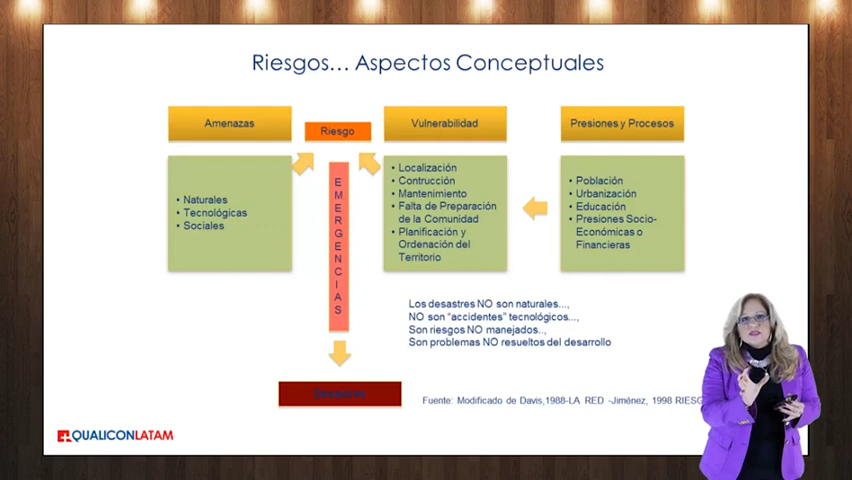 Riesgos... Aspectos Conceptuales
Amenazas
Riesgo
Vulnerabilidad
Presiones y Procesos
• Naturales
• Tecnológicas
• Sociales
EMERGENCIAS
• Localización
• Contrucción
• Mantenimiento
• Falta de Preparación
de la Comunidad
• Planificación y
Ordenación del
Territorio
• Población
• Urbanización
• Educación
• Presiones Socio-
Económicas o
Financieras
Los desastres NO son naturales...,
NO son "accidentes" tecnológicos...,
Son riesgos NO manejados..,
Son problemas NO resueltos del desarrollo
Fuente: Modificado de Davis,1988-LA RED -Jiménez, 1998 RIESG
QUALICONLATAM